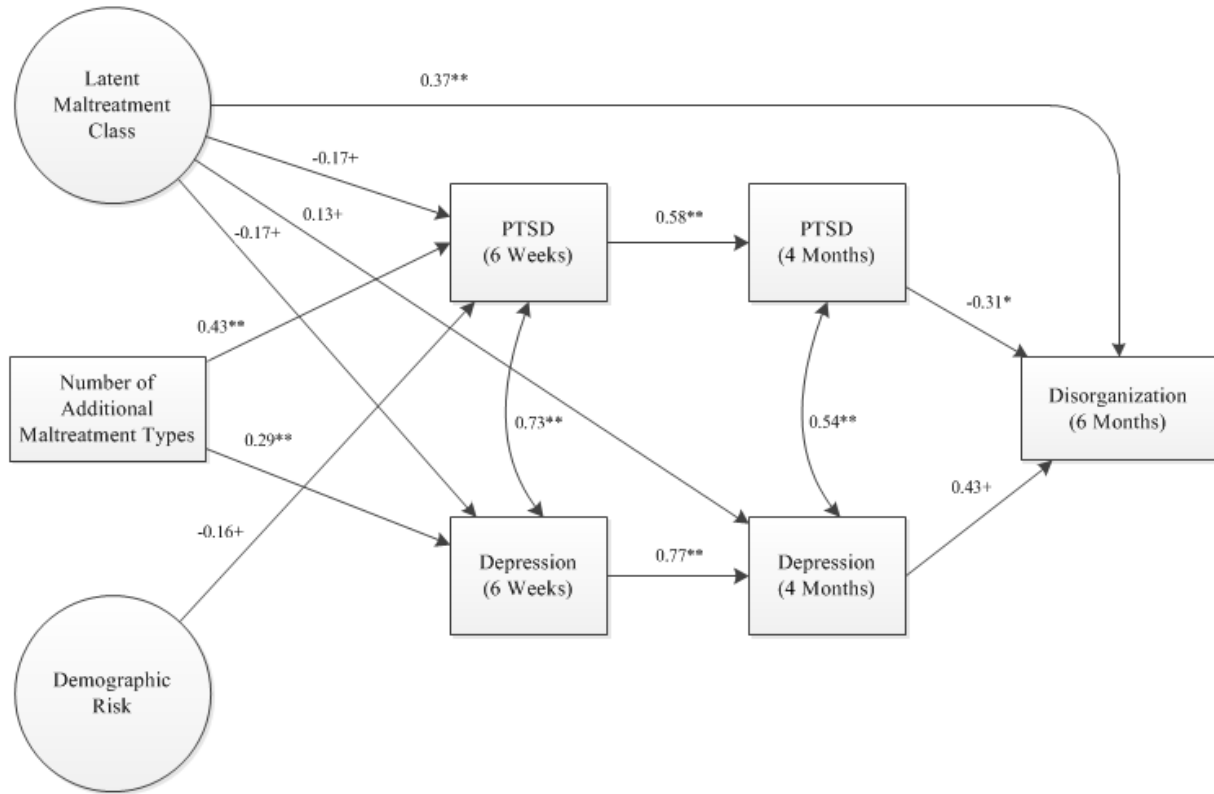 Latent
Maltreatment
Class
0.37**
-0.17+
0.13+
-0.17+
PTSD
(6 Weeks)
0.58**
PTSD
(4 Months)
-0.31*
0.43**
Number of
Additional
Maltreatment Types
0.29**
0.73**
0.54**
Disorganization
(6 Months)
-0.16+
Depression
(6 Weeks)
0.77**
Depression
(4 Months)
0.43+
Demographic
Risk